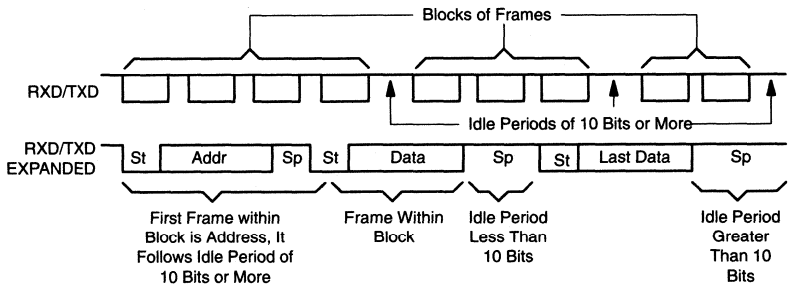 Blocks of Frames
RXD/TXD
Idle Periods of 10 Bits or More
RXD/TXD
EXPANDED
St Addr Sp St Data Sp St Last Data Sp
First Frame within
Block is Address, It
Follows Idle Period of
10 Bits or More
Frame Within
Block
Idle Period
Less Than
10 Bits
Idle Period
Greater
Than 10
Bits